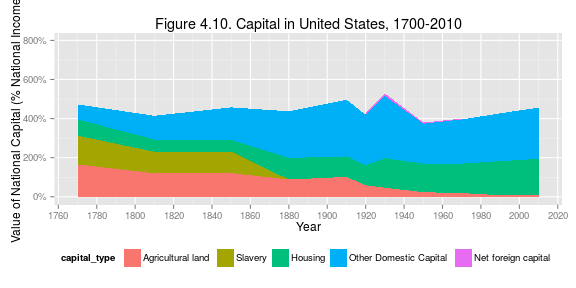 Figure 4.10. Capital in United States, 1700-2010
Value of National Capital (% National Income
800%
600%
400%
200%
0%
1760 1780 1800 1820 1840 1860 1880 1900 1920 1940 1960 1980 2000 2020
Year
capital_type Agricultural land Slavery Housing Other Domestic Capital Net foreign capital